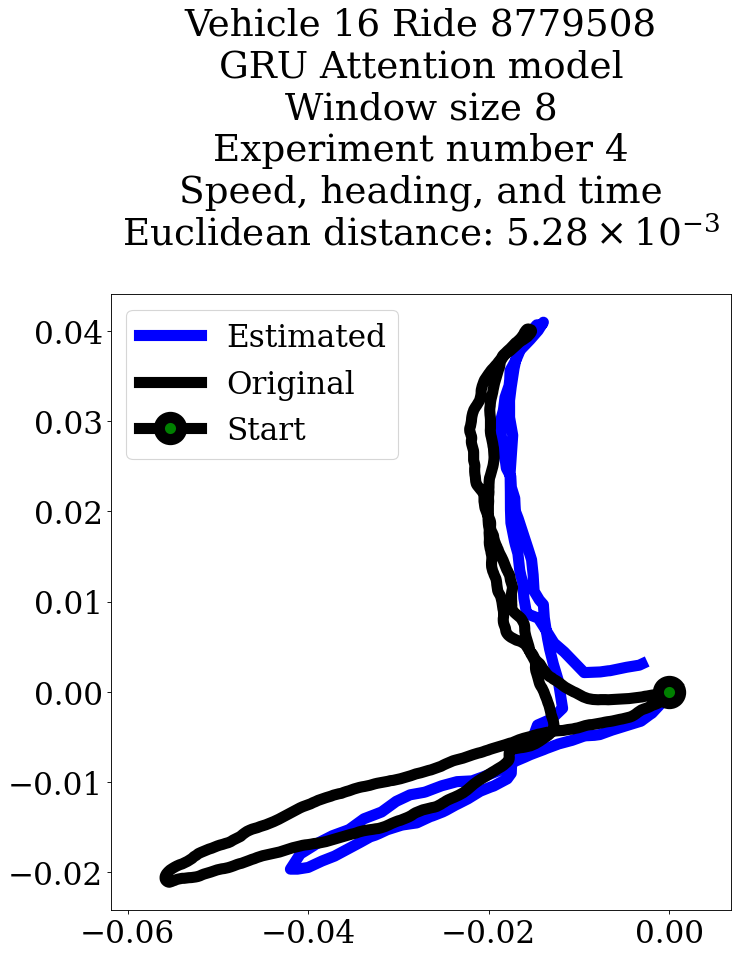 Vehicle 16 Ride 8779508
GRU Attention model
Window size 8
Experiment number 4
Speed, heading, and time
Euclidean distance: 5.28 × 10⁻³
Estimated
Original
Start
0.04
0.03
0.02
0.01
0.00
−0.01
−0.02
−0.06
−0.04
−0.02
0.00